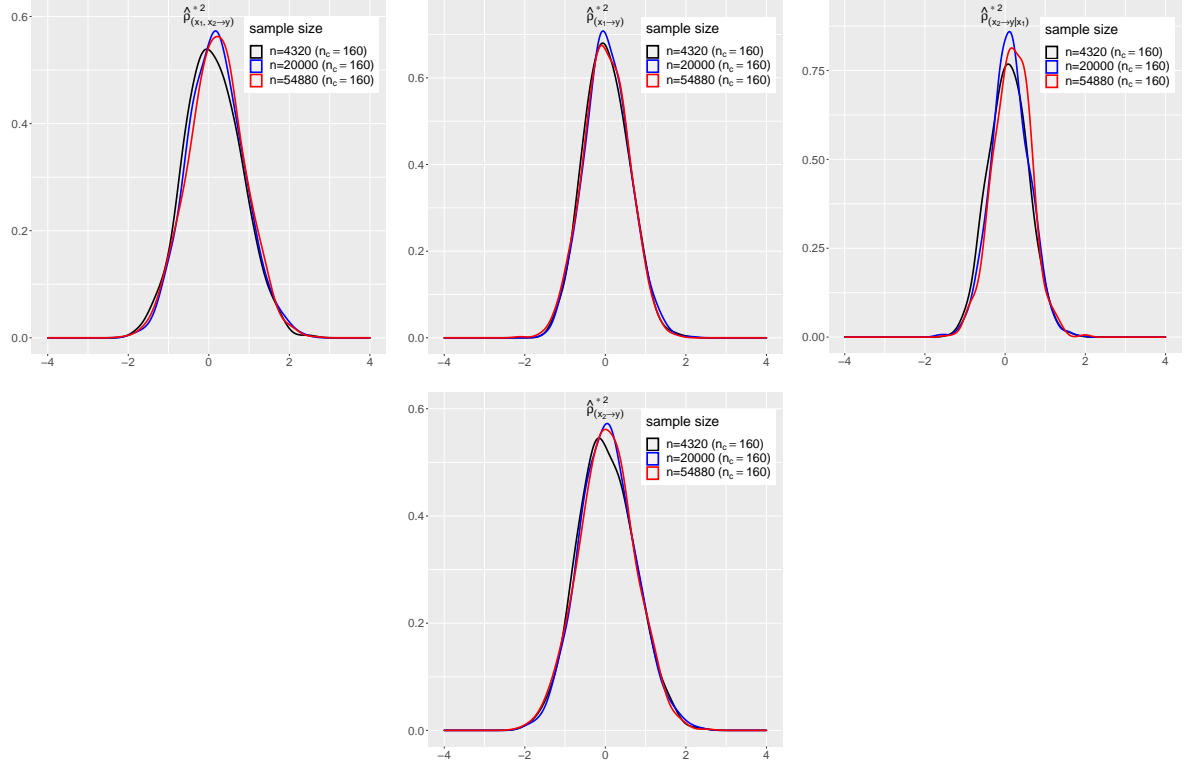 ρ̂*²(x₁, x₂→y)
sample size
n=4320 (n_c = 160)
n=20000 (n_c = 160)
n=54880 (n_c = 160)
0.6
0.4
0.2
0.0
−4 −2 0 2 4
ρ̂*²(x₁→y)
sample size
n=4320 (n_c = 160)
n=20000 (n_c = 160)
n=54880 (n_c = 160)
0.6
0.4
0.2
0.0
−4 −2 0 2 4
ρ̂*²(x₂→y|x₁)
sample size
n=4320 (n_c = 160)
n=20000 (n_c = 160)
n=54880 (n_c = 160)
0.75
0.50
0.25
0.00
−4 −2 0 2 4
ρ̂*²(x₂→y)
sample size
n=4320 (n_c = 160)
n=20000 (n_c = 160)
n=54880 (n_c = 160)
0.6
0.4
0.2
0.0
−4 −2 0 2 4